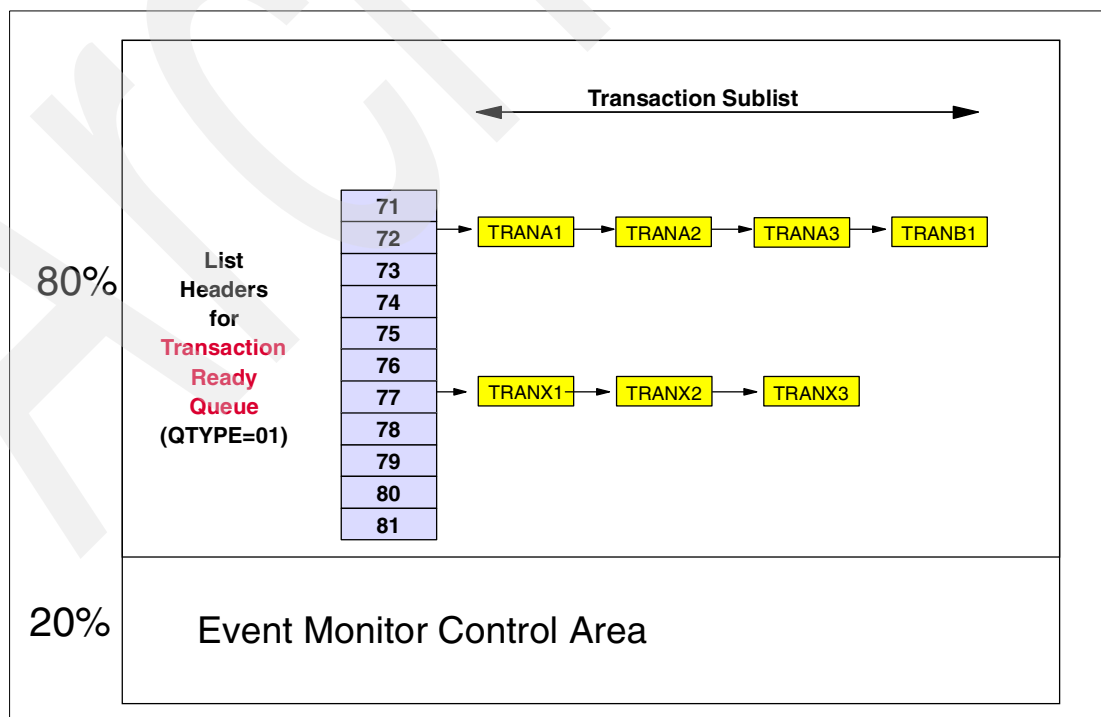 Transaction Sublist
71
72
73
74
75
76
77
78
79
80
81
TRANA1 TRANA2 TRANA3 TRANB1
TRANX1 TRANX2 TRANX3
80%
List
Headers
for
Transaction
Ready
Queue
(QTYPE=01)
20%
Event Monitor Control Area